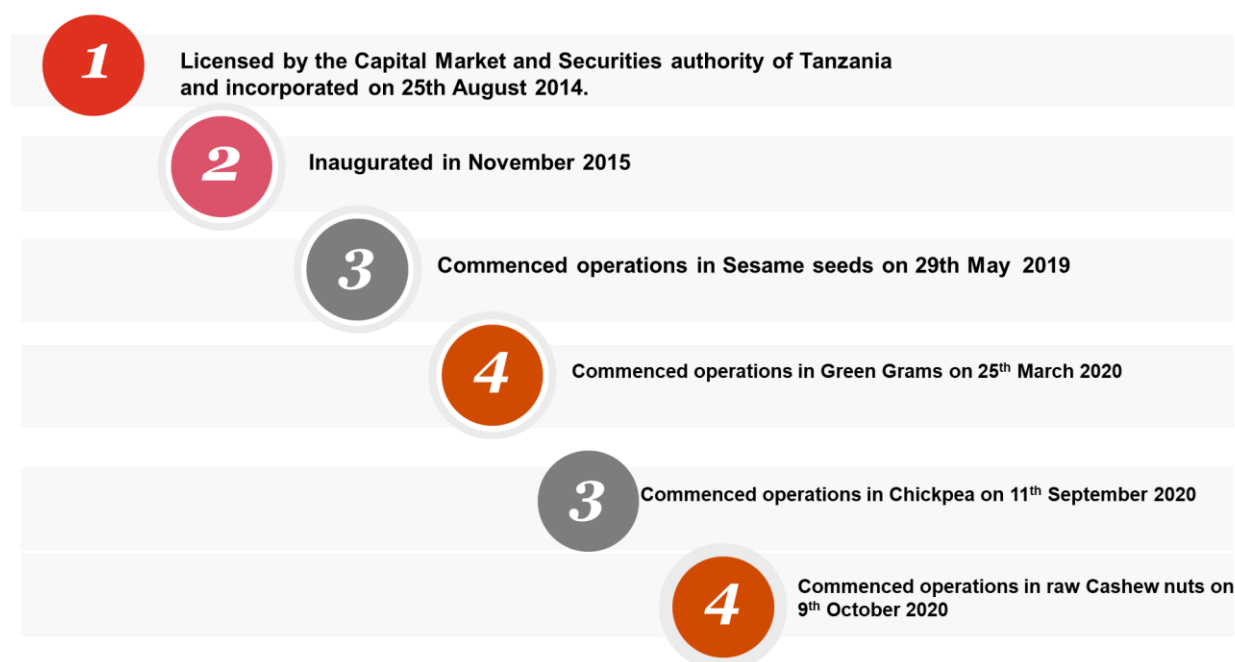 1
Licensed by the Capital Market and Securities authority of Tanzania
and incorporated on 25th August 2014.
2
Inaugurated in November 2015
3
Commenced operations in Sesame seeds on 29th May 2019
4
Commenced operations in Green Grams on 25th March 2020
3
Commenced operations in Chickpea on 11th September 2020
4
Commenced operations in raw Cashew nuts on
9th October 2020